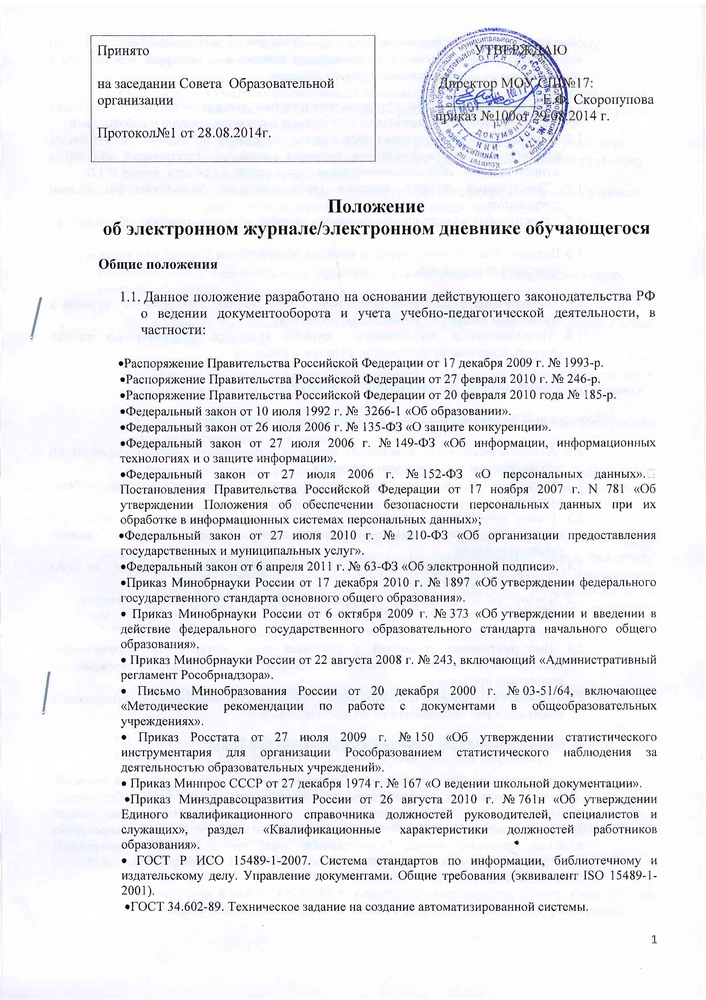 Принято
на заседании Совета  Образовательной
организации
Протокол№1 от 28.08.2014г.
УТВЕРЖДАЮ
Директор МОУ СШ№17:
Е.Ф. Скоропупова
приказ №100от 29.08.2014 г.
Положение
об электронном журнале/электронном дневнике обучающегося
Общие положения
1.1. Данное положение разработано на основании действующего законодательства РФ
о ведении документооборота и учета учебно-педагогической деятельности, в
частности:
•Распоряжение Правительства Российской Федерации от 17 декабря 2009 г. № 1993-р.
•Распоряжение Правительства Российской Федерации от 27 февраля 2010 г. № 246-р.
•Распоряжение Правительства Российской Федерации от 20 февраля 2010 года № 185-р.
•Федеральный закон от 10 июля 1992 г. №  3266-1 «Об образовании».
•Федеральный закон от 26 июля 2006 г. № 135-ФЗ «О защите конкуренции».
•Федеральный закон от 27 июля 2006 г. № 149-ФЗ «Об информации, информационных
технологиях и о защите информации».
•Федеральный закон от 27 июля 2006 г. № 152-ФЗ «О персональных данных».
Постановления Правительства Российской Федерации от 17 ноября 2007 г. N 781 «Об
утверждении Положения об обеспечении безопасности персональных данных при их
обработке в информационных системах персональных данных»;
•Федеральный закон от 27 июля 2010 г. № 210-ФЗ «Об организации предоставления
государственных и муниципальных услуг».
•Федеральный закон от 6 апреля 2011 г. № 63-ФЗ «Об электронной подписи».
•Приказ Минобрнауки России от 17 декабря 2010 г. № 1897 «Об утверждении федерального
государственного стандарта основного общего образования».
• Приказ Минобрнауки России от 6 октября 2009 г. № 373 «Об утверждении и введении в
действие федерального государственного образовательного стандарта начального общего
образования».
• Приказ Минобрнауки России от 22 августа 2008 г. № 243, включающий «Административный
регламент Рособрнадзора».
• Письмо Минобразования России от 20 декабря 2000 г. № 03-51/64, включающее
«Методические рекомендации по работе с документами в общеобразовательных
учреждениях».
• Приказ Росстата от 27 июля 2009 г. № 150 «Об утверждении статистического
инструментария для организации Рособразованием статистического наблюдения за
деятельностью образовательных учреждений».
• Приказ Минпрос СССР от 27 декабря 1974 г. № 167 «О ведении школьной документации».
•Приказ Минздравсоцразвития России от 26 августа 2010 г. № 761н «Об утверждении
Единого квалификационного справочника должностей руководителей, специалистов и
служащих», раздел «Квалификационные характеристики должностей работников
образования».
• ГОСТ Р ИСО 15489-1-2007. Система стандартов по информации, библиотечному и
издательскому делу. Управление документами. Общие требования (эквивалент ISO 15489-1-
2001).
•ГОСТ 34.602-89. Техническое задание на создание автоматизированной системы.
1